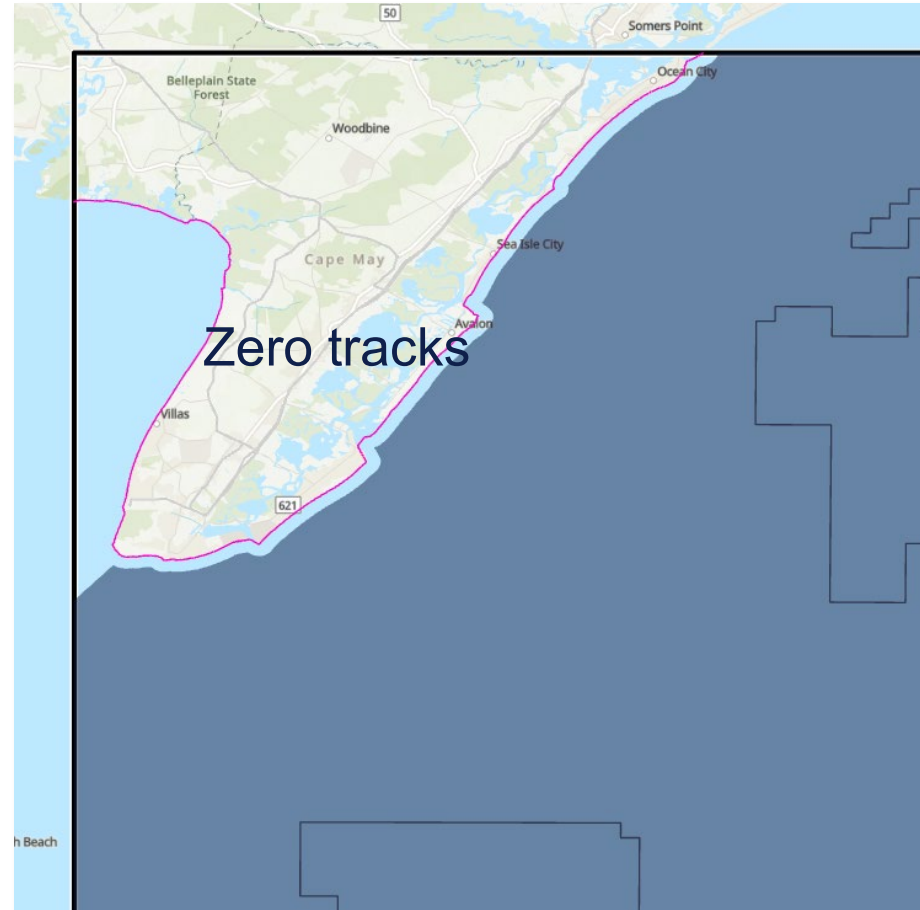 50
Somers Point
Ocean City
Belleplain State
Forest
Woodbine
Sea Isle City
Cape May
Avalon
Zero tracks
Villas
621
h Beach